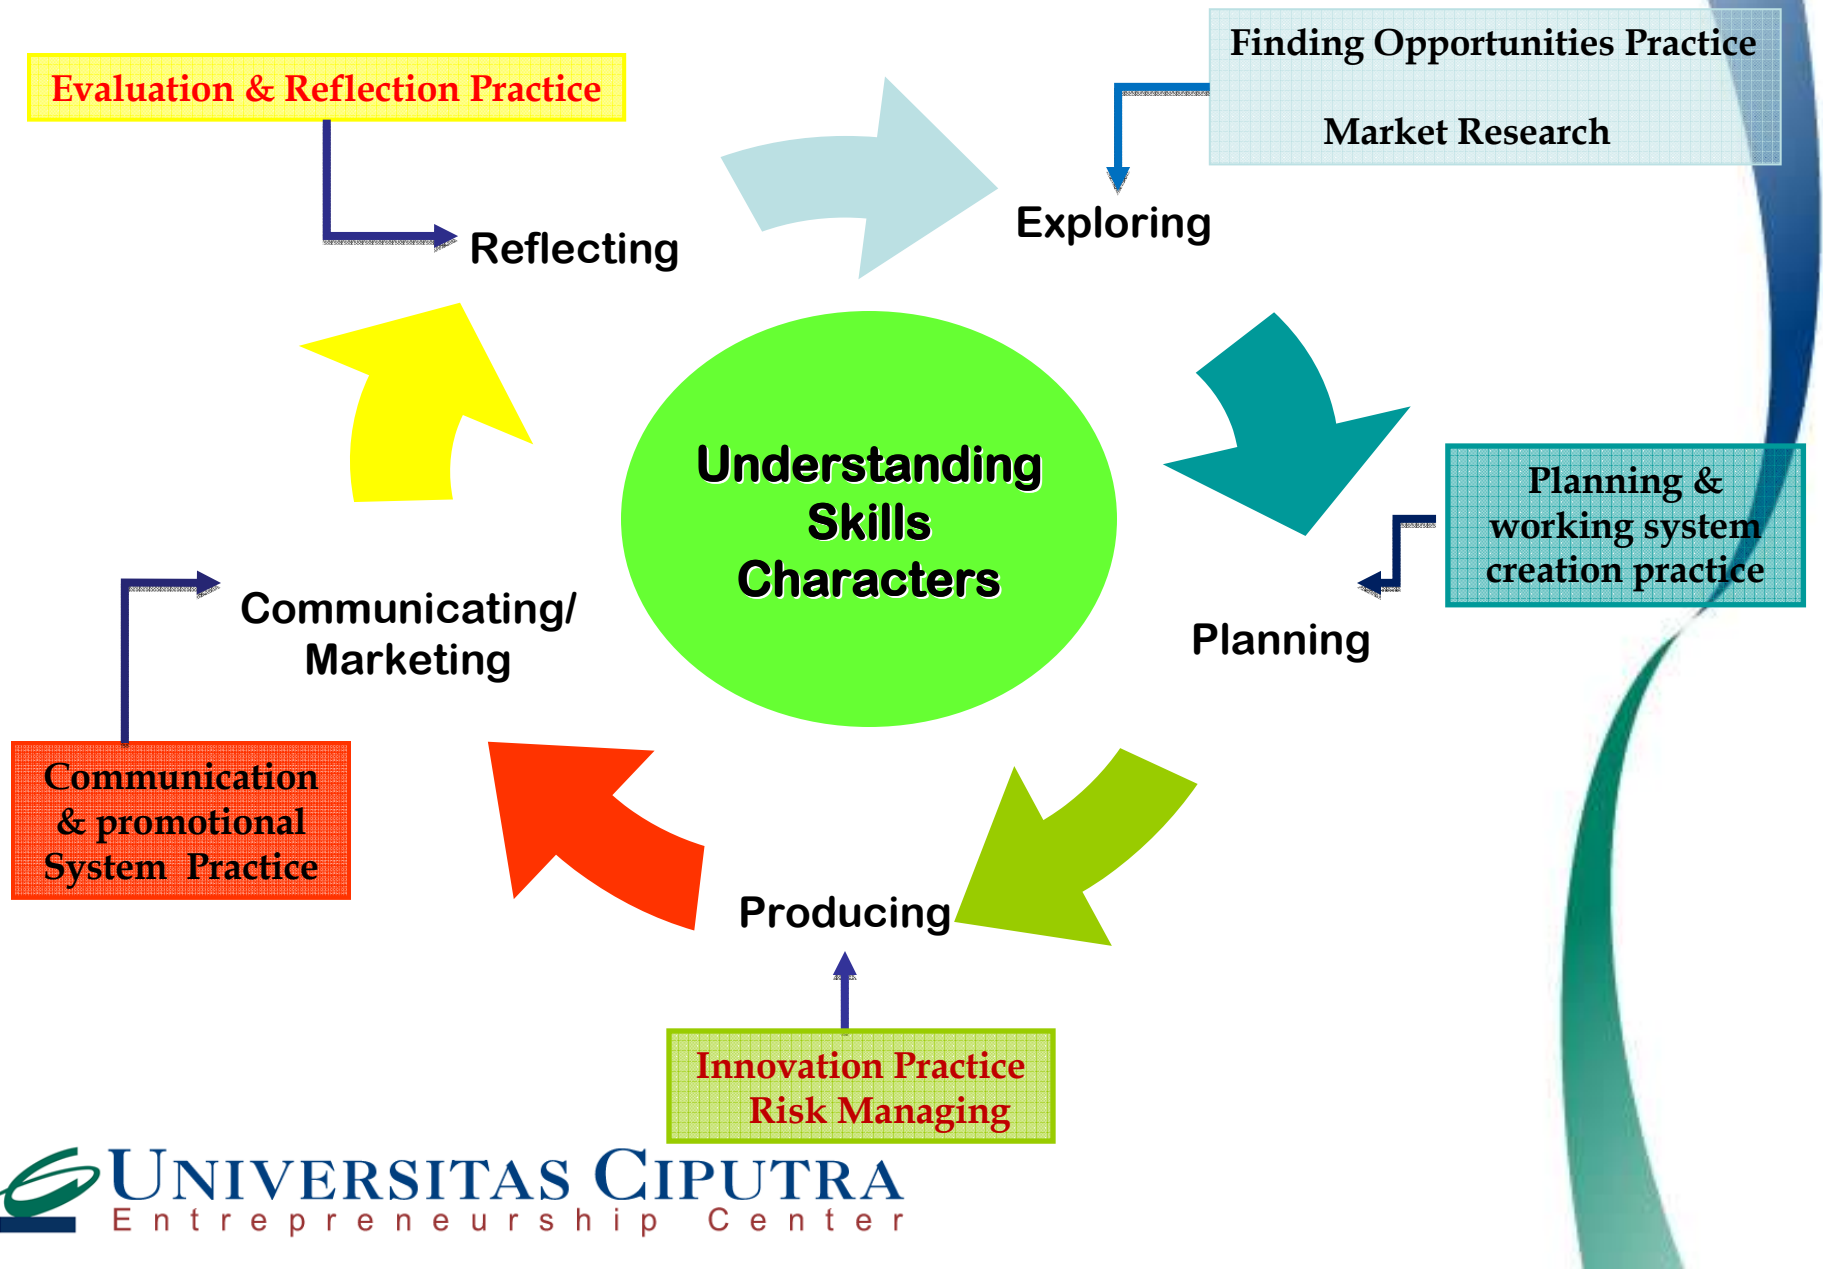 Finding Opportunities Practice
Market Research
Evaluation & Reflection Practice
Exploring
Reflecting
Understanding
Skills
Characters
Planning &
working system
creation practice
Communicating/
Marketing
Planning
Communication
& promotional
System Practice
Producing
Innovation Practice
Risk Managing
UNIVERSITAS CIPUTRA
Entrepreneurship Center